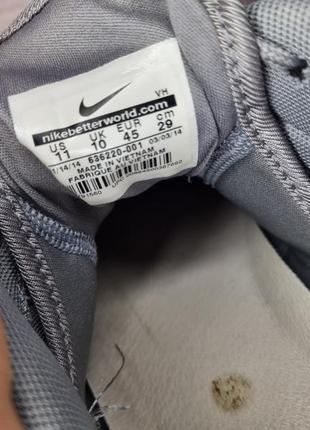 VH
nikebetterworld.com
US UK EUR cm
11 10 45 29
1/14/14 636220-001 03/03/14
MADE IN VIETNAM
FABRIQUE AU VIETNAM